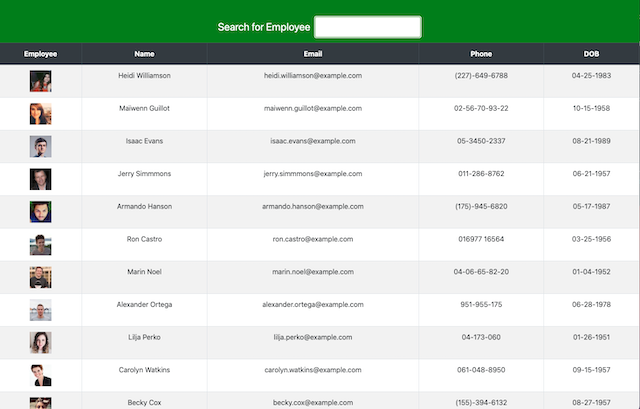 Search for Employee
Employee Name Email Phone DOB
Heidi Williamson heidi.williamson@example.com (227)-649-6788 04-25-1983
Maiwenn Guillot maiwenn.guillot@example.com 02-56-70-93-22 10-15-1958
Isaac Evans isaac.evans@example.com 05-3450-2337 08-21-1989
Jerry Simmmons jerry.simmmons@example.com 011-286-8762 06-21-1957
Armando Hanson armando.hanson@example.com (175)-945-6820 05-17-1987
Ron Castro ron.castro@example.com 016977 16564 03-25-1956
Marin Noel marin.noel@example.com 04-06-65-82-20 01-04-1952
Alexander Ortega alexander.ortega@example.com 951-955-175 06-28-1978
Lilja Perko lilja.perko@example.com 04-173-060 01-26-1951
Carolyn Watkins carolyn.watkins@example.com 061-048-8950 09-15-1957
Becky Cox becky.cox@example.com (155)-394-6132 08-27-1957